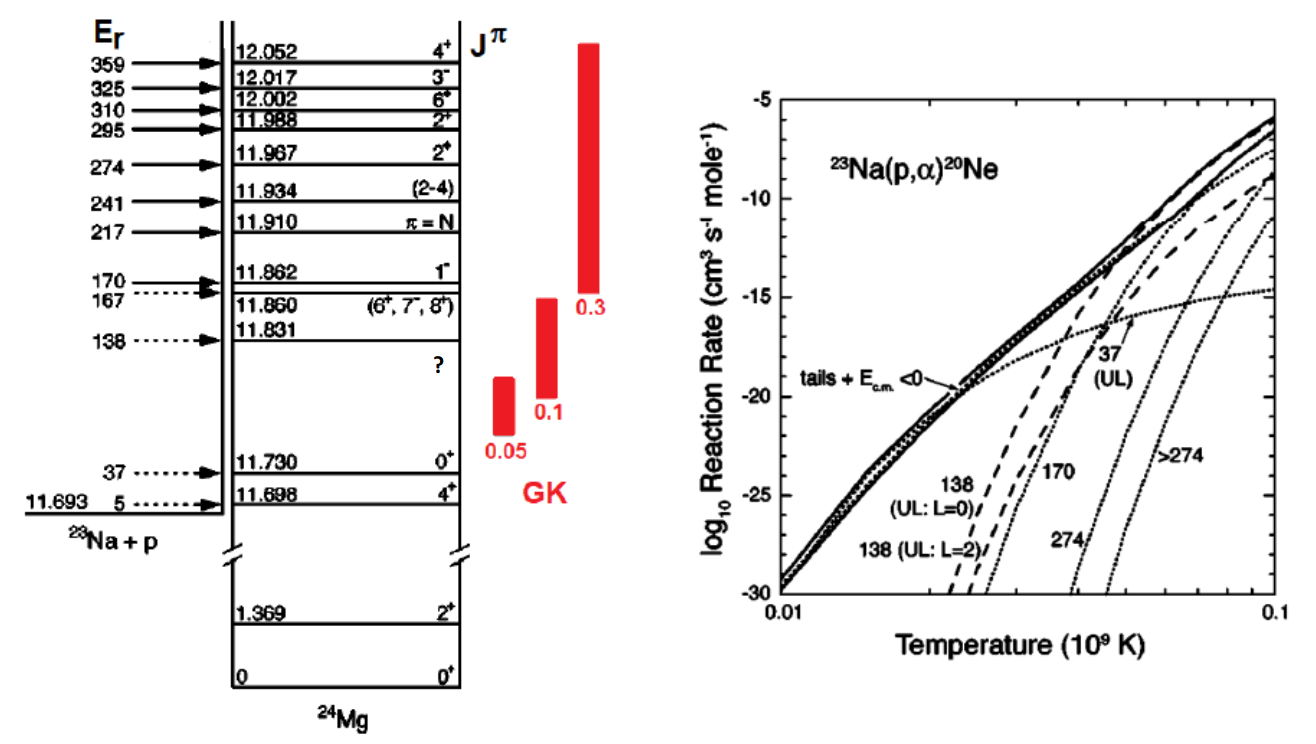 Er
Jπ
359
12.052 4+
325
12.017 3-
310
12.002 6+
295
11.988 2+
274
11.967 2+
241
11.934 (2-4)
217
11.910 π = N
170
11.862 1-
167
11.860 (6+, 7-, 8+)
138
11.831
?
0.3
0.1
0.05
GK
37
11.730 0+
11.693 5
11.698 4+
23Na + p
1.369 2+
0 0+
24Mg
log10 Reaction Rate (cm3 s-1 mole-1)
-5
-10
-15
-20
-25
-30
23Na(p,α)20Ne
37
(UL)
tails + Ec.m. <0
138
(UL: L=0)
138 (UL: L=2)
170
274
>274
0.01
0.1
Temperature (109 K)